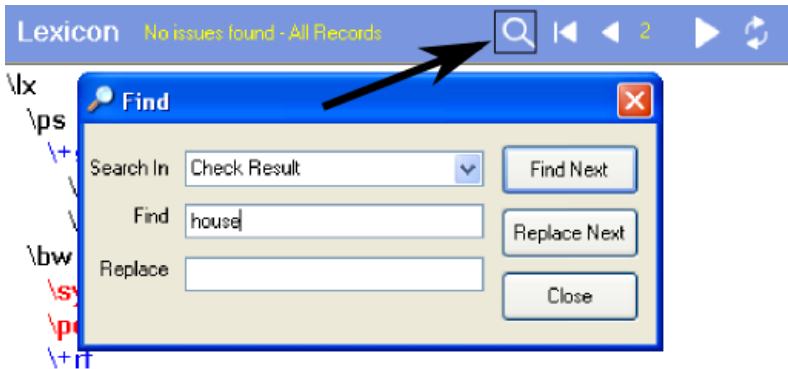 Lexicon No issues found - All Records 2
\lx
\ps
Find
Search In Check Result Find Next
Find house Replace Next
\bw
Replace Close
\+rf